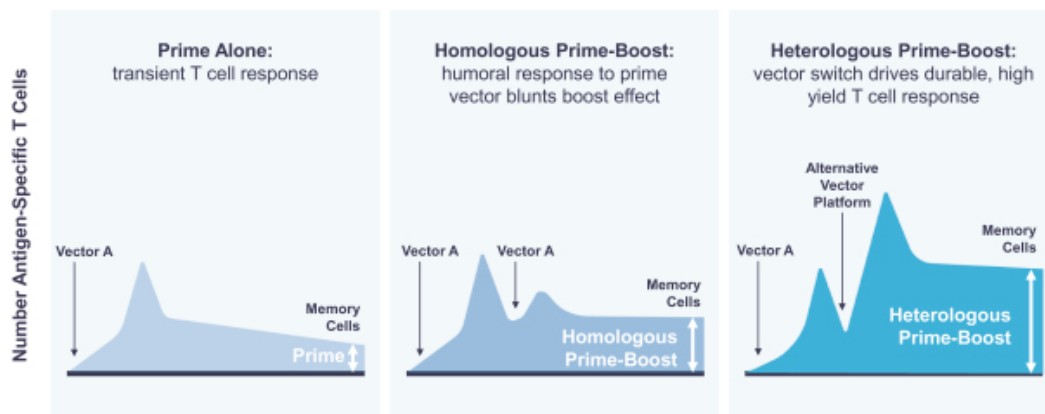 Number Antigen-Specific T Cells
Prime Alone:
transient T cell response
Vector A
Memory
Cells
Prime
Homologous Prime-Boost:
humoral response to prime
vector blunts boost effect
Vector A
Vector A
Memory
Cells
Homologous
Prime-Boost
Heterologous Prime-Boost:
vector switch drives durable, high
yield T cell response
Alternative
Vector
Platform
Vector A
Memory
Cells
Heterologous
Prime-Boost